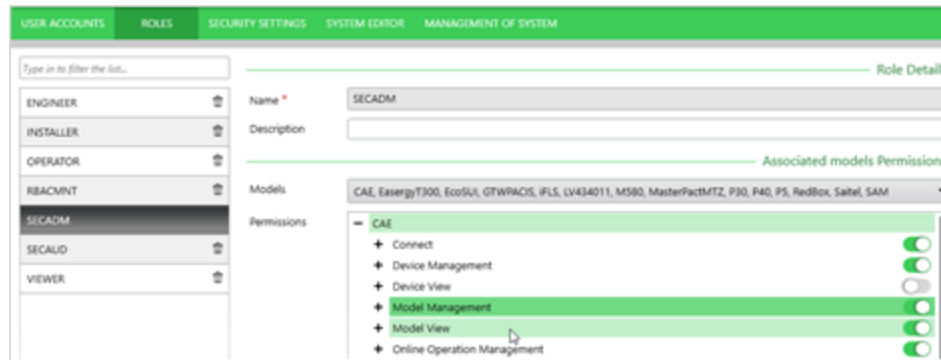 USER ACCOUNTS ROLES SECURITY SETTINGS SYSTEM EDITOR MANAGEMENT OF SYSTEM
Type in to filter the list...
Role Detail
ENGINEER
Name *
SECADM
INSTALLER
Description
OPERATOR
Associated models Permission
RBACMNT
Models
CAE, EasergyT300, EcoSUI, GTWPACIS, iFLS, LV434011, M580, MasterPactMTZ, P30, P40, P5, RedBox, Saitel, SAM
SECADM
Permissions
− CAE
SECAUD
+ Connect
+ Device Management
VIEWER
+ Device View
+ Model Management
+ Model View
+ Online Operation Management